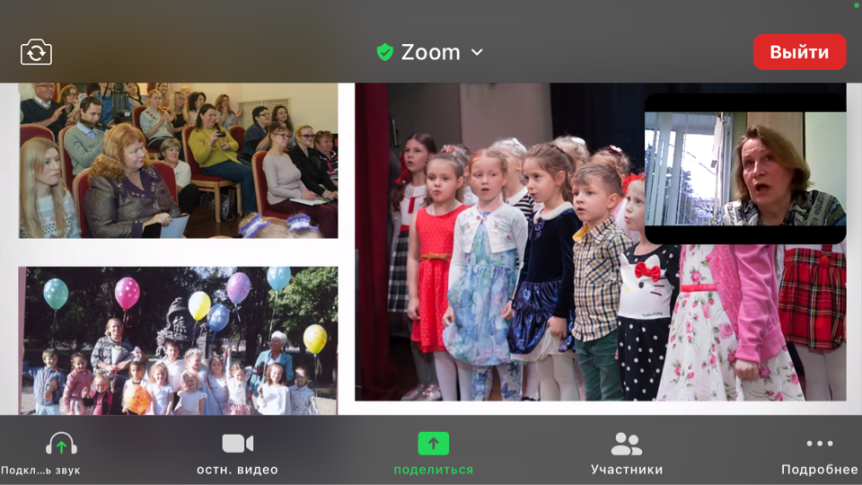 Zoom
Выйти
Подкл...ь звук
остн. видео
поделиться
Участники
Подробнее